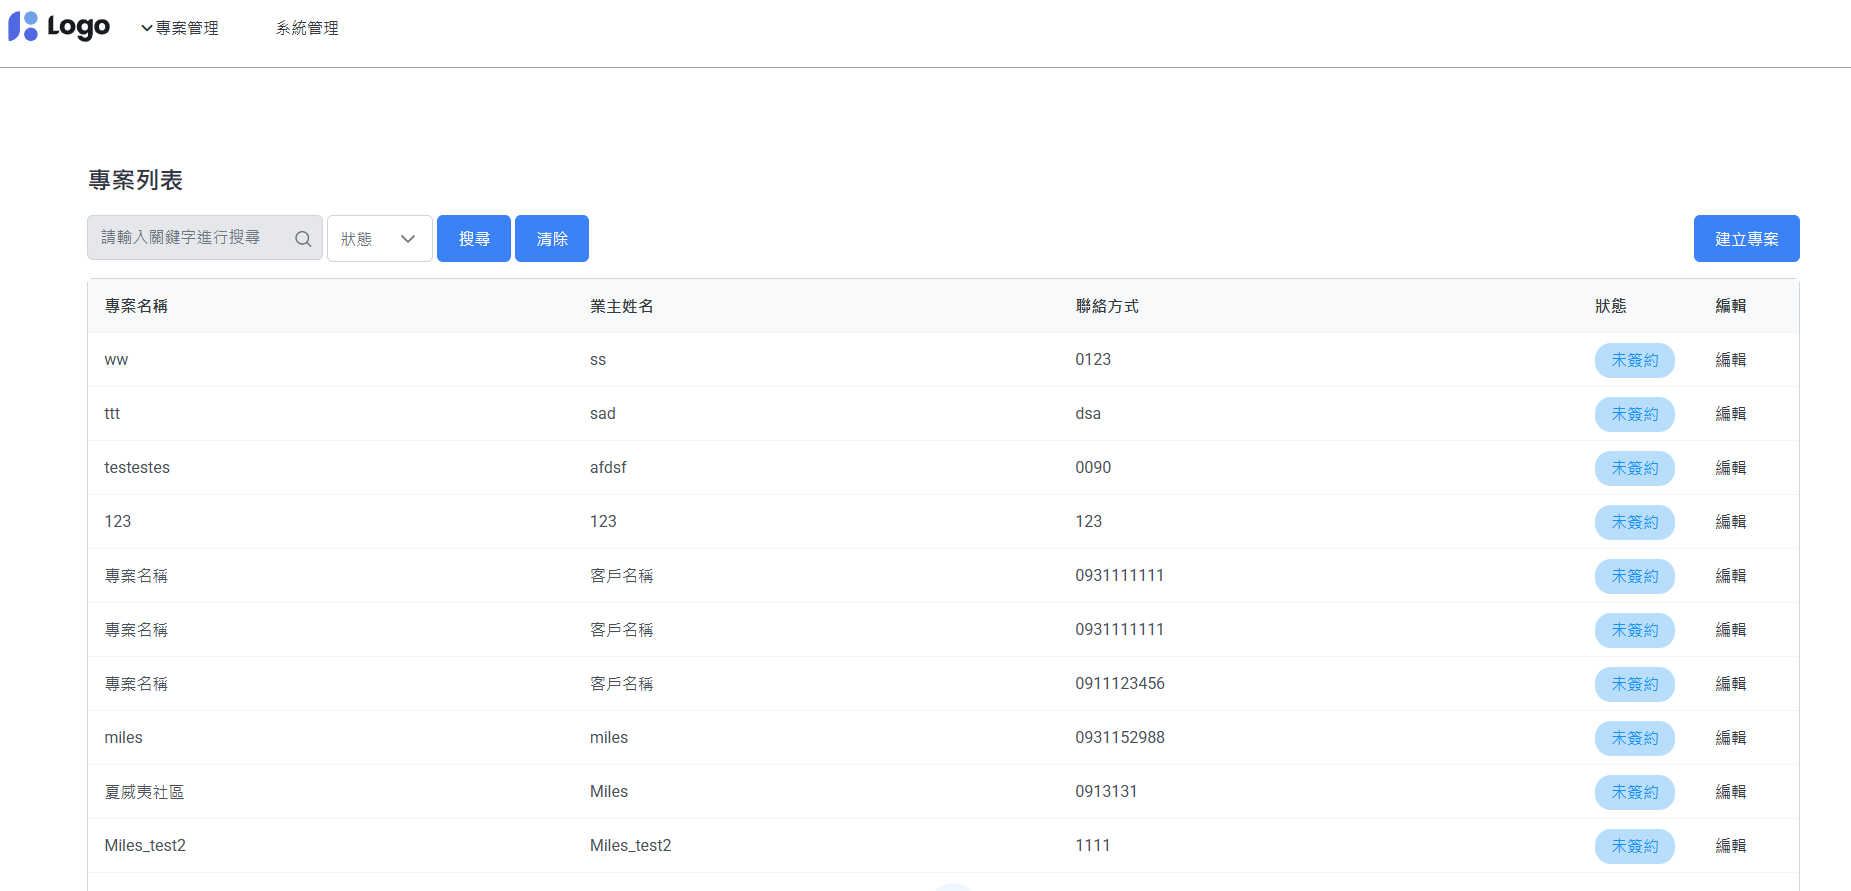 Logo 專案管理 系統管理
專案列表
請輸入關鍵字進行搜尋 狀態 搜尋 清除 建立專案
專案名稱 業主姓名 聯絡方式 狀態 編輯
ww ss 0123 未簽約 編輯
ttt sad dsa 未簽約 編輯
testestes afdsf 0090 未簽約 編輯
123 123 123 未簽約 編輯
專案名稱 客戶名稱 0931111111 未簽約 編輯
專案名稱 客戶名稱 0931111111 未簽約 編輯
專案名稱 客戶名稱 0911123456 未簽約 編輯
miles miles 0931152988 未簽約 編輯
夏威夷社區 Miles 0913131 未簽約 編輯
Miles_test2 Miles_test2 1111 未簽約 編輯